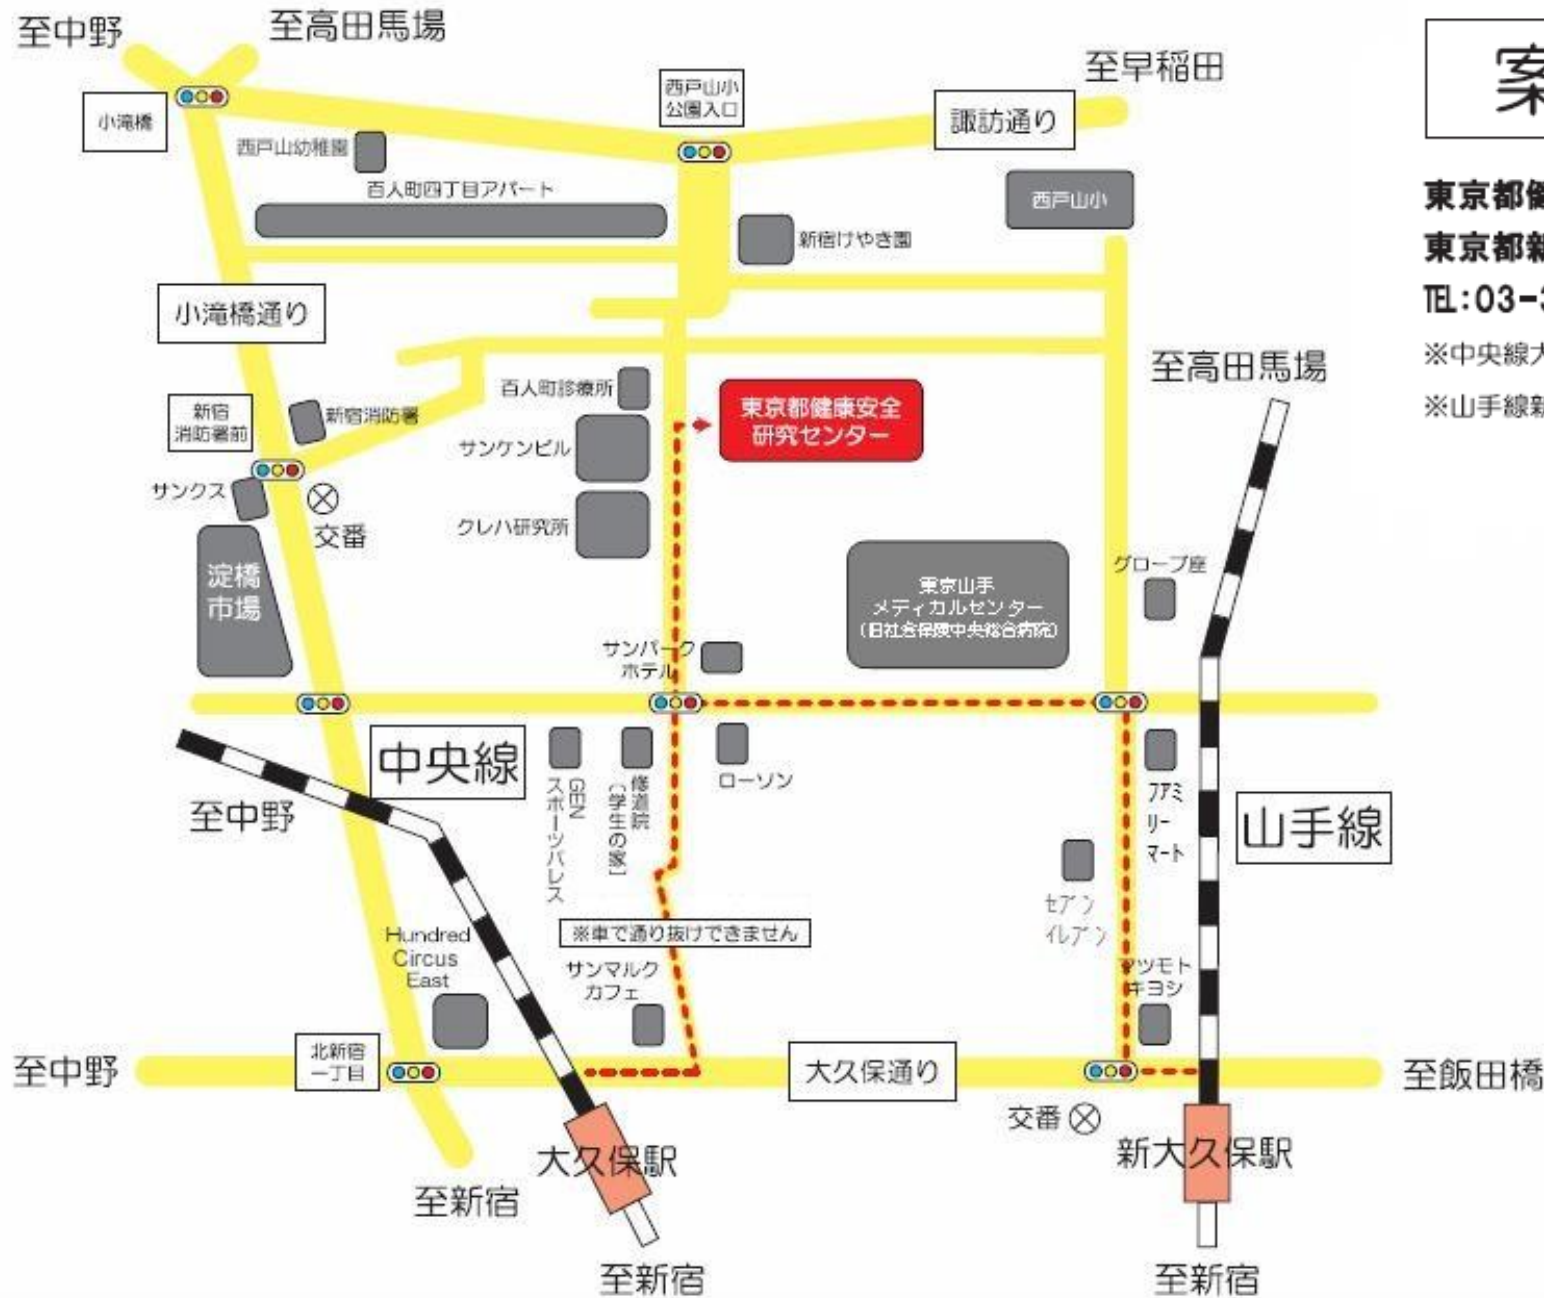 至中野
至高田馬場
至早稲田
案
小滝橋
西戸山小
公園入口
諏訪通り
西戸山幼稚園
百人町四丁目アパート
西戸山小
新宿けやき園
東京都健
東京都新
TEL:03-3
※中央線大
※山手線新
小滝橋通り
至高田馬場
新宿
消防署前
新宿消防署
百人町診療所
東京都健康安全
研究センター
サンケンビル
サンクス
交番
クレハ研究所
淀橋
市場
東京山手
メディカルセンター
(旧社会保険中央総合病院)
グローブ座
サンパーク
ホテル
中央線
至中野
GEN
スポーツパレス
修道院
(学生の家)
ローソン
ファミ
リー
マート
山手線
セブン
イレブン
※車で通り抜けできません
Hundred
Circus
East
サンマルク
カフェ
マツモト
キヨシ
至中野
北新宿
一丁目
大久保通り
至飯田橋
交番
大久保駅
新大久保駅
至新宿
至新宿
至新宿